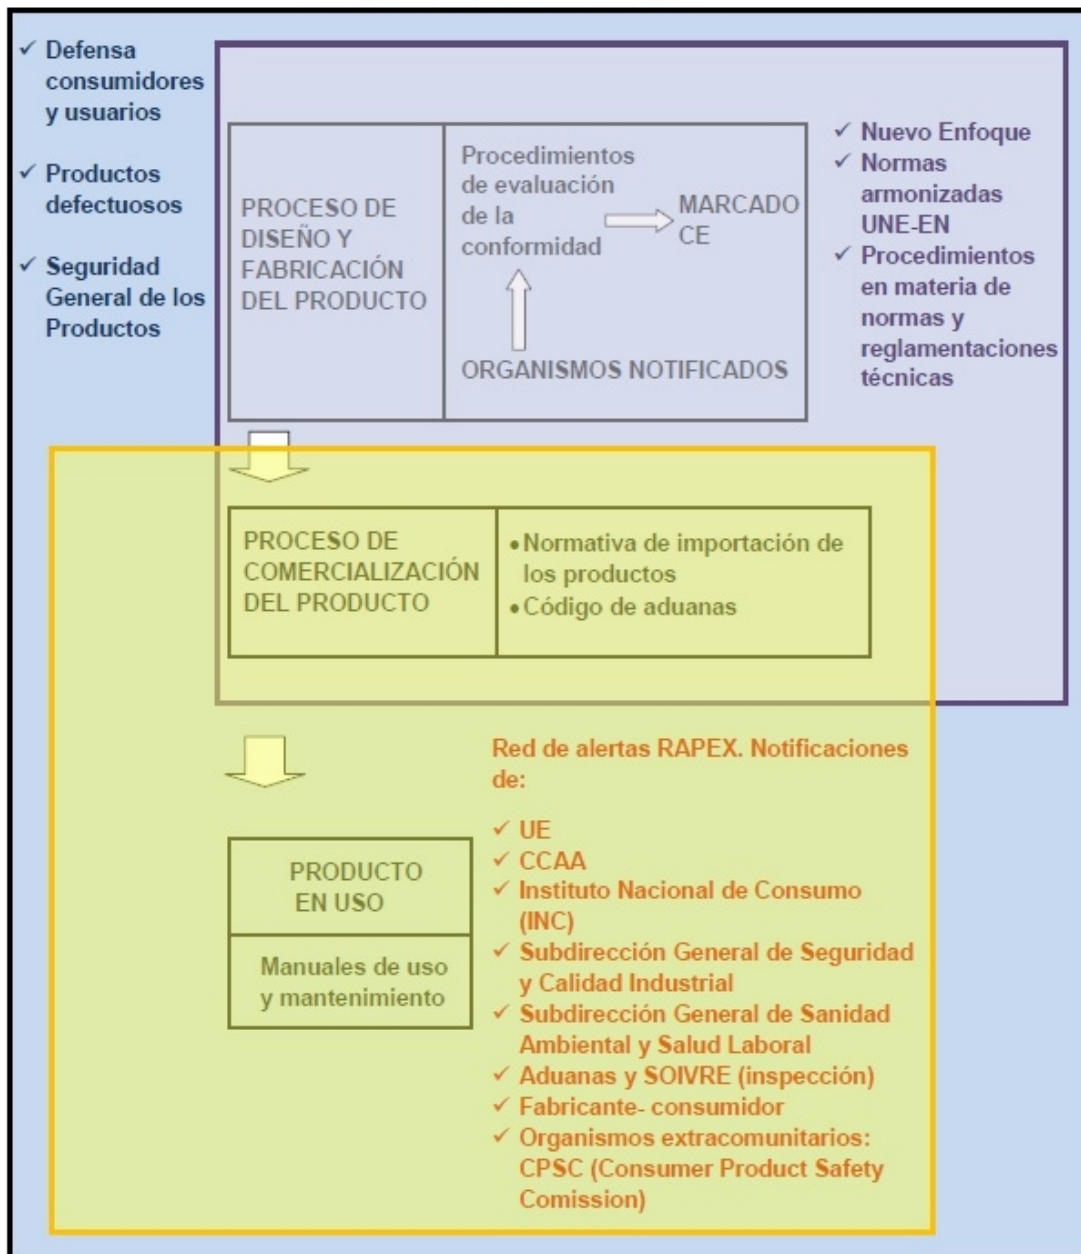 ✓ Defensa
consumidores
y usuarios
✓ Productos
defectuosos
✓ Seguridad
General de los
Productos
PROCESO DE
DISEÑO Y
FABRICACIÓN
DEL PRODUCTO
Procedimientos
de evaluación
de la
conformidad
MARCADO
CE
ORGANISMOS NOTIFICADOS
✓ Nuevo Enfoque
✓ Normas
armonizadas
UNE-EN
✓ Procedimientos
en materia de
normas y
reglamentaciones
técnicas
PROCESO DE
COMERCIALIZACIÓN
DEL PRODUCTO
• Normativa de importación de
los productos
• Código de aduanas
Red de alertas RAPEX. Notificaciones
de:
✓ UE
✓ CCAA
✓ Instituto Nacional de Consumo
(INC)
✓ Subdirección General de Seguridad
y Calidad Industrial
✓ Subdirección General de Sanidad
Ambiental y Salud Laboral
✓ Aduanas y SOIVRE (inspección)
✓ Fabricante- consumidor
✓ Organismos extracomunitarios:
CPSC (Consumer Product Safety
Comission)
PRODUCTO
EN USO
Manuales de uso
y mantenimiento